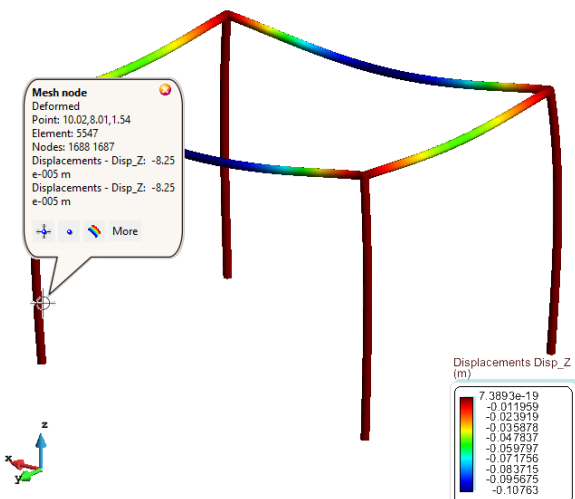 Mesh node
Deformed
Point: 10.02,8.01,1.54
Element: 5547
Nodes: 1688 1687
Displacements - Disp_Z: -8.25
e-005 m
Displacements - Disp_Z: -8.25
e-005 m
More
Displacements Disp_Z
(m)
7.3893e-19
-0.011959
-0.023919
-0.035878
-0.047837
-0.059797
-0.071756
-0.083715
-0.095675
-0.10763
z
x
y